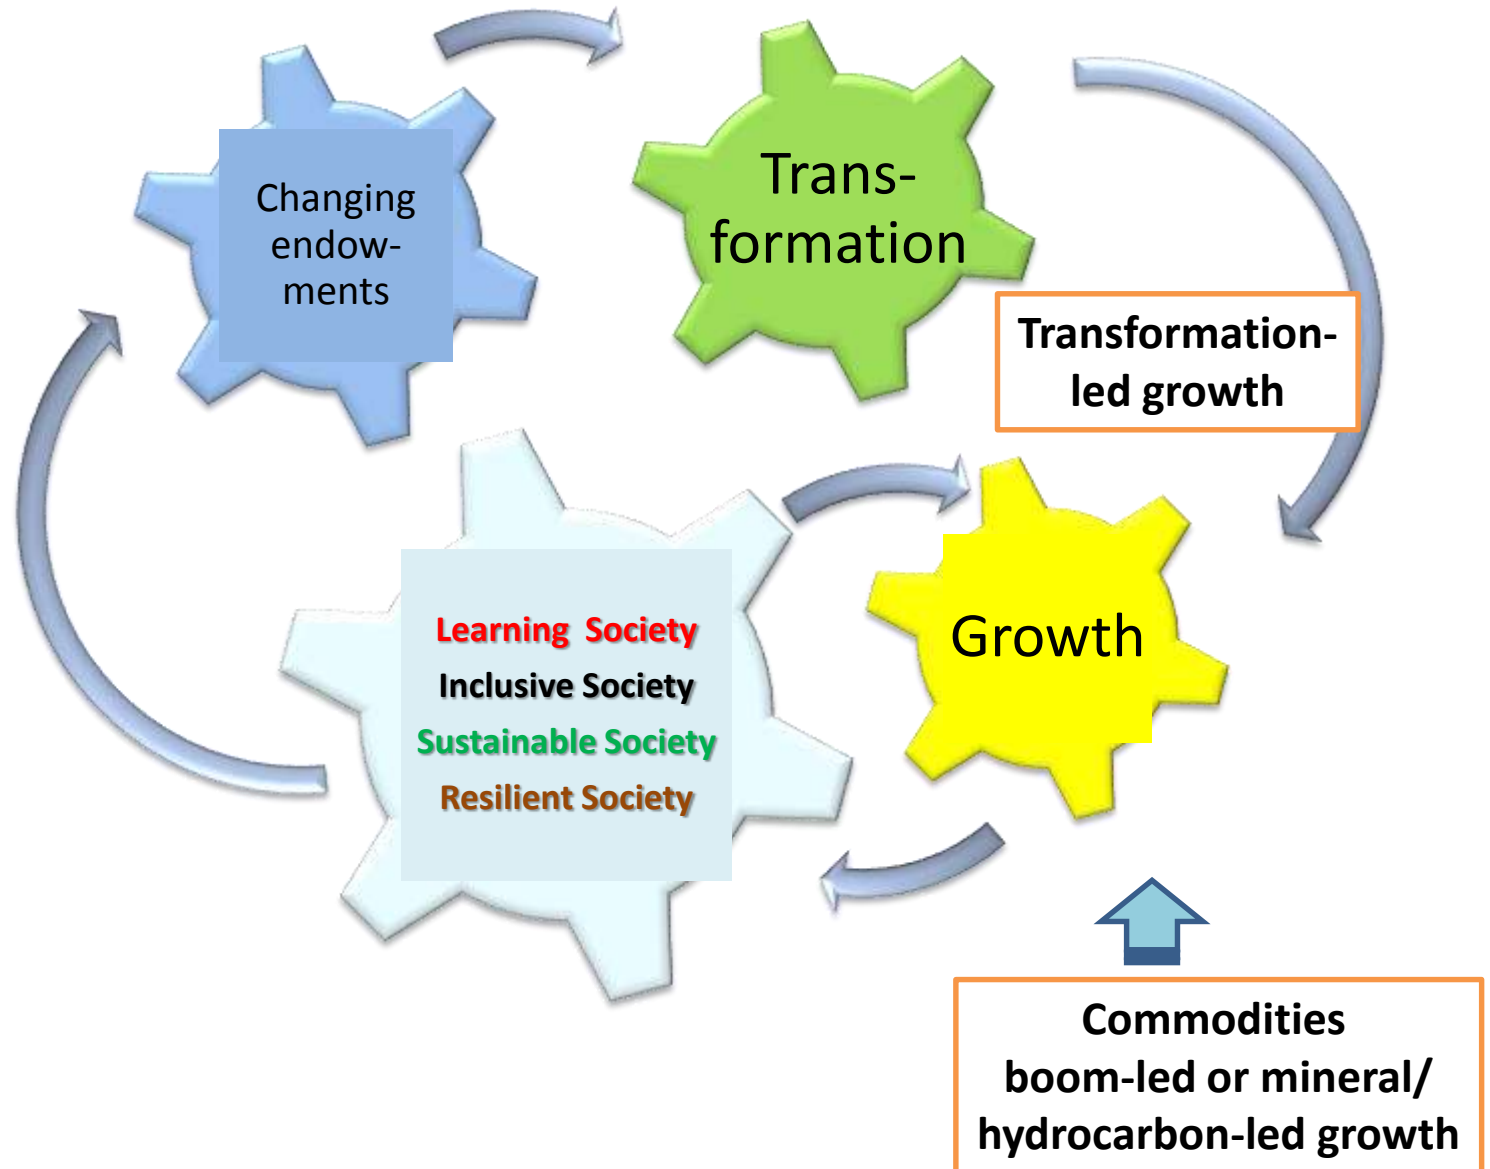 Changing
endow-
ments
Trans-
formation
Transformation-
led growth
Learning  Society
Inclusive Society
Sustainable Society
Resilient Society
Growth
Commodities
boom-led or mineral/
hydrocarbon-led growth